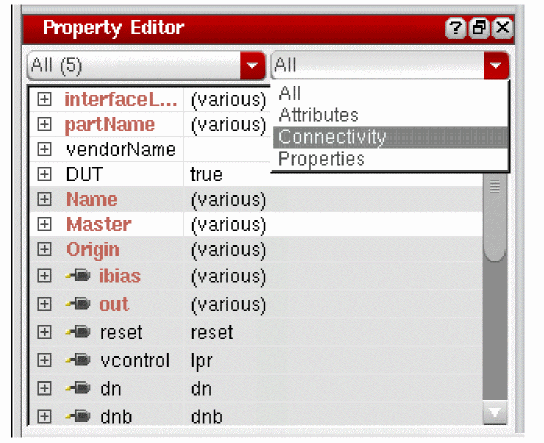 Property Editor
All (5) All
All
Attributes
Connectivity
Properties
interfaceL... (various)
partName (various)
vendorName
DUT true
Name (various)
Master (various)
Origin (various)
ibias (various)
out (various)
reset reset
vcontrol lpr
dn dn
dnb dnb